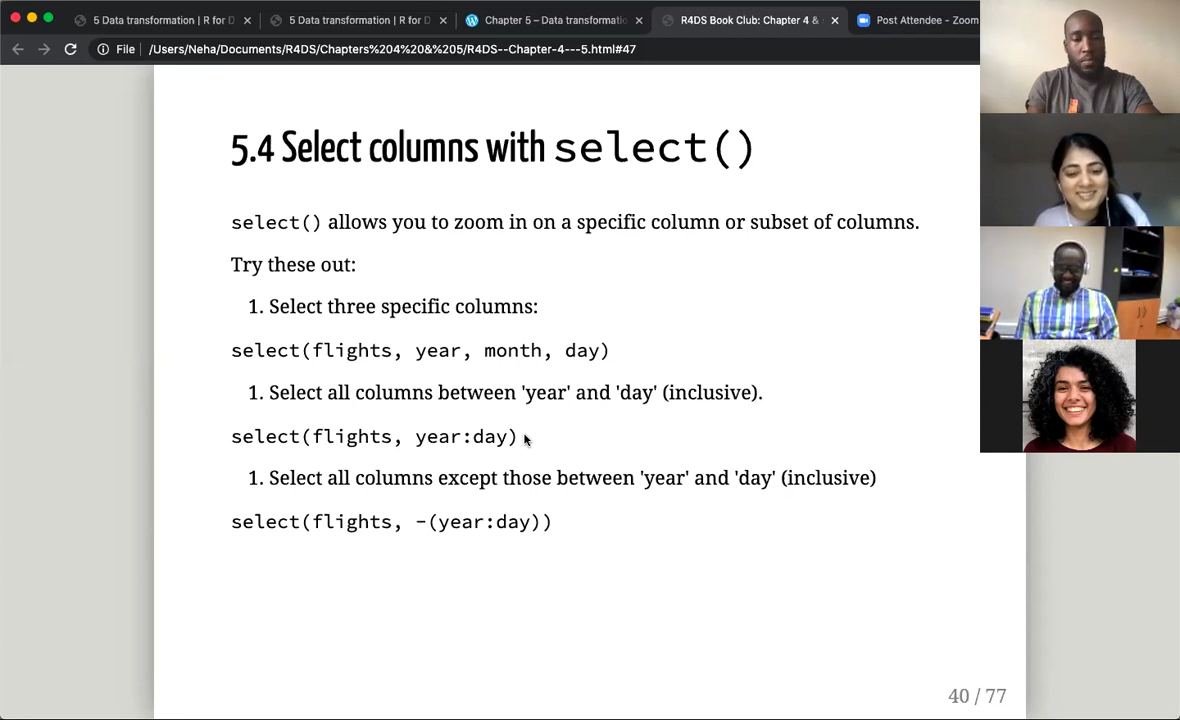 5 Data transformation | R for D
5 Data transformation | R for D
Chapter 5 – Data transformatio
R4DS Book Club: Chapter 4 &
Post Attendee - Zoom
File
/Users/Neha/Documents/R4DS/Chapters%204%20&%205/R4DS--Chapter-4---5.html#47
5.4 Select columns with select()
select() allows you to zoom in on a specific column or subset of columns.
Try these out:
1. Select three specific columns:
select(flights, year, month, day)
1. Select all columns between 'year' and 'day' (inclusive).
select(flights, year:day)
1. Select all columns except those between 'year' and 'day' (inclusive)
select(flights, -(year:day))
40 / 77